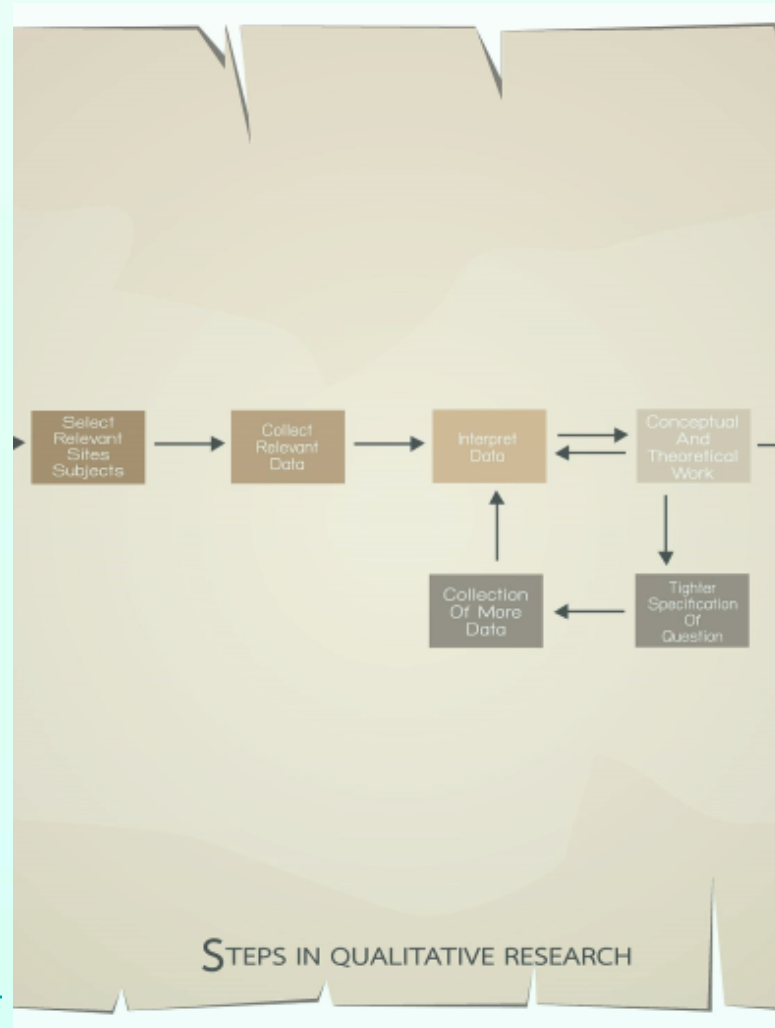 Select
Relevant
Sites
Subjects
Collect
Relevant
Data
Interpret
Data
Conceptual
And
Theoretical
Work
Collection
Of More
Data
Tighter
Specification
Of
Question
STEPS IN QUALITATIVE RESEARCH